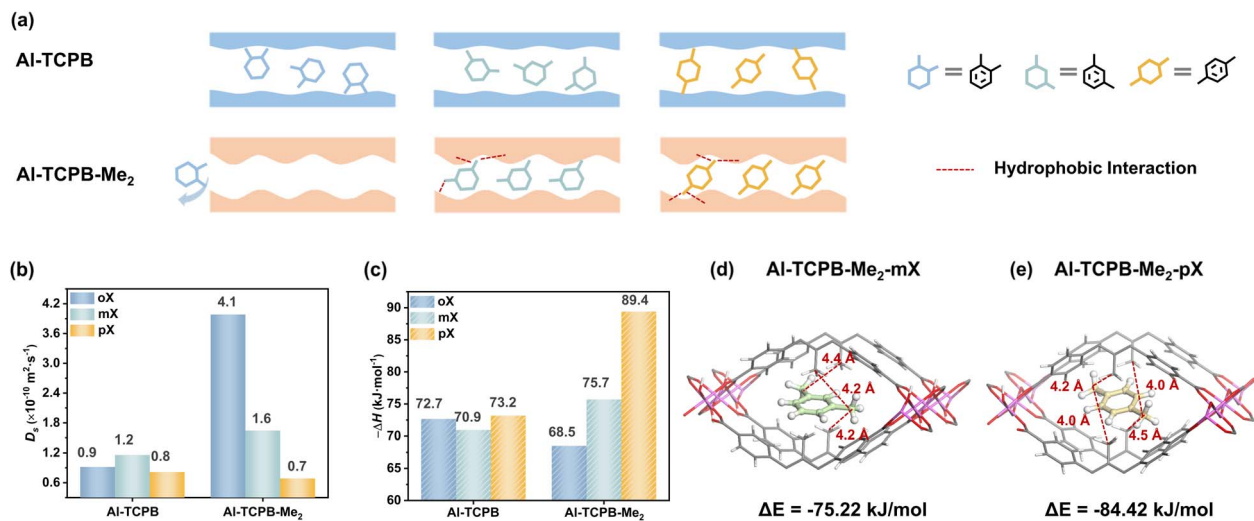 (a)
Al-TCPB
Al-TCPB-Me₂
Hydrophobic Interaction
(b)
Dₛ (×10⁻¹⁰ m²·s⁻¹)
4.2
3.6
3.0
2.4
1.8
1.2
0.6
oX
mX
pX
0.9
1.2
0.8
4.1
1.6
0.7
Al-TCPB
Al-TCPB-Me₂
(c)
−ΔH (kJ·mol⁻¹)
90
85
80
75
70
65
60
oX
mX
pX
72.7
70.9
73.2
68.5
75.7
89.4
Al-TCPB
Al-TCPB-Me₂
(d)
Al-TCPB-Me₂-mX
4.4 Å
4.2 Å
4.2 Å
ΔE = -75.22 kJ/mol
(e)
Al-TCPB-Me₂-pX
4.2 Å
4.0 Å
4.0 Å
4.5 Å
ΔE = -84.42 kJ/mol